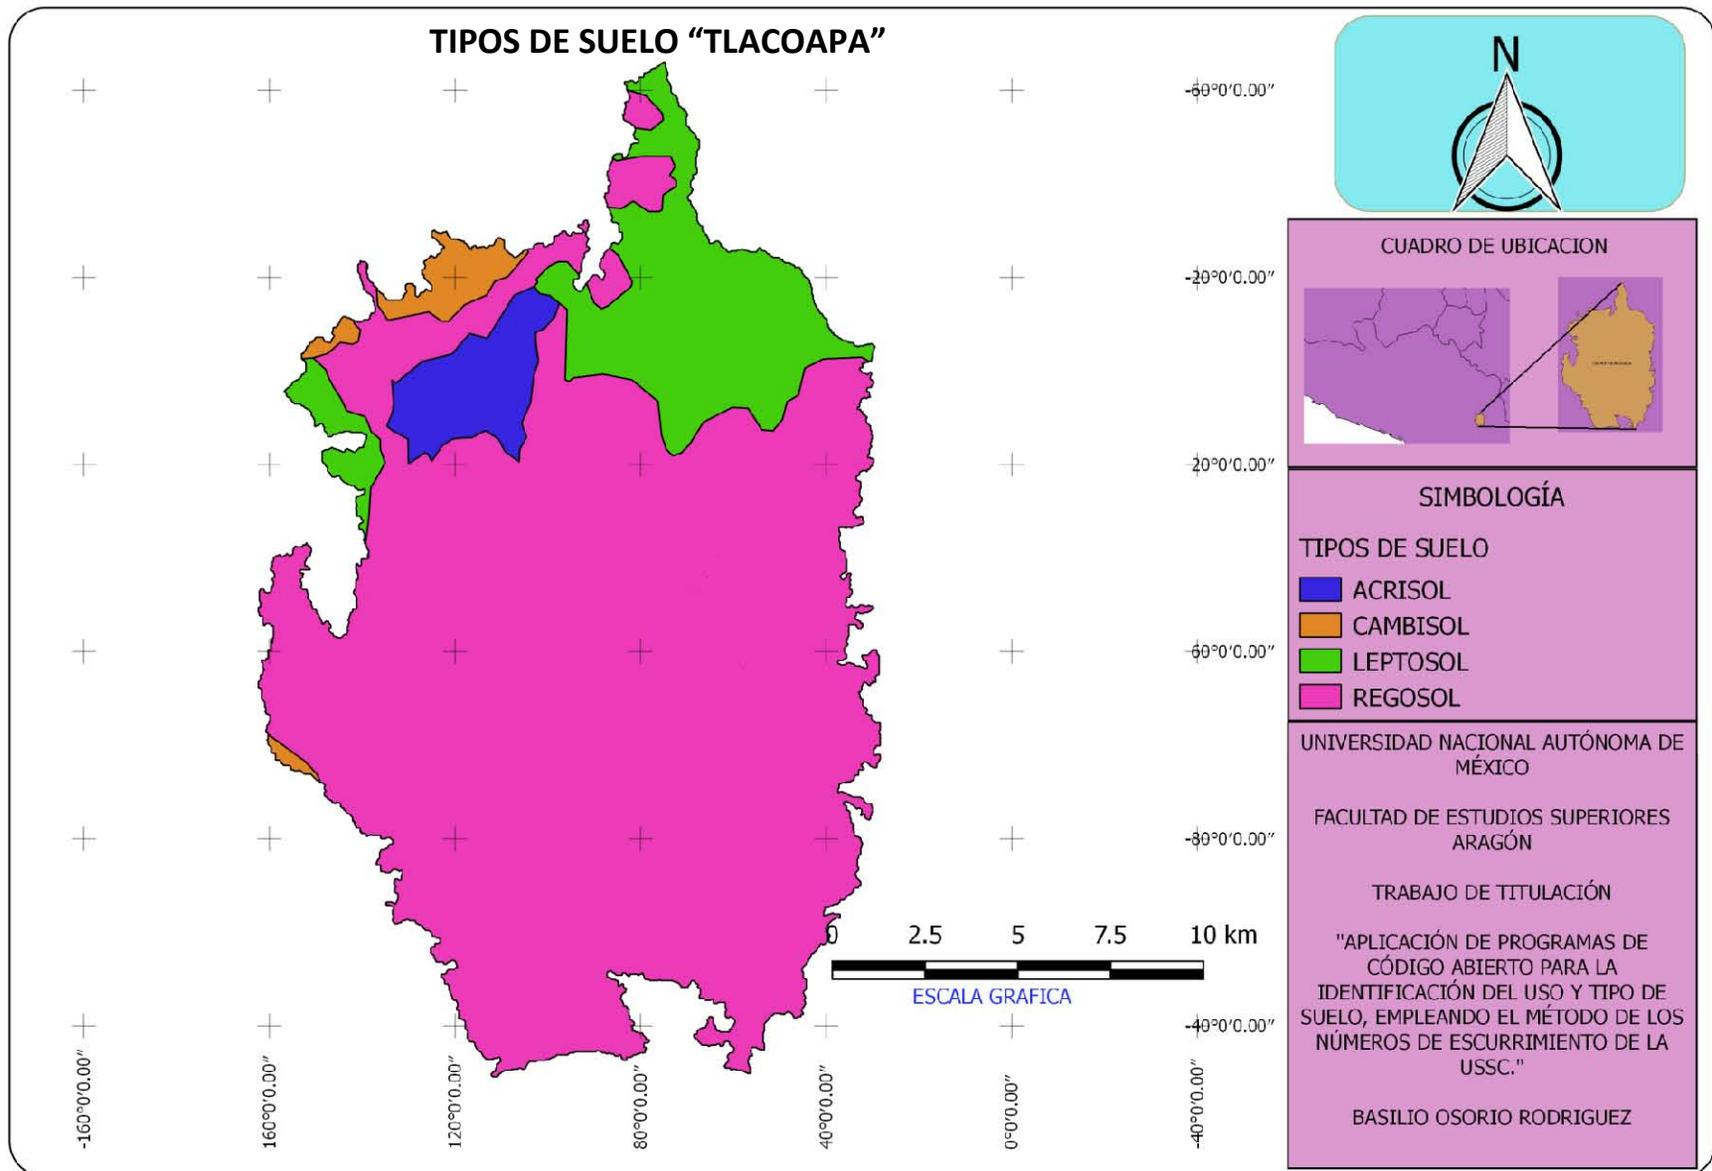 TIPOS DE SUELO “TLACOAPA”
N
-60°0'0.00"
-20°0'0.00"
20°0'0.00"
-60°0'0.00"
-80°0'0.00"
-40°0'0.00"
CUADRO DE UBICACION
SIMBOLOGÍA
TIPOS DE SUELO
ACRISOL
CAMBISOL
LEPTOSOL
REGOSOL
0 2.5 5 7.5 10 km
ESCALA GRAFICA
-160°0'0.00"
160°0'0.00"
120°0'0.00"
80°0'0.00"
40°0'0.00"
0°0'0.00"
-40°0'0.00"
UNIVERSIDAD NACIONAL AUTÓNOMA DE
MÉXICO
FACULTAD DE ESTUDIOS SUPERIORES
ARAGÓN
TRABAJO DE TITULACIÓN
"APLICACIÓN DE PROGRAMAS DE
CÓDIGO ABIERTO PARA LA
IDENTIFICACIÓN DEL USO Y TIPO DE
SUELO, EMPLEANDO EL MÉTODO DE LOS
NÚMEROS DE ESCURRIMIENTO DE LA
USSC."
BASILIO OSORIO RODRIGUEZ